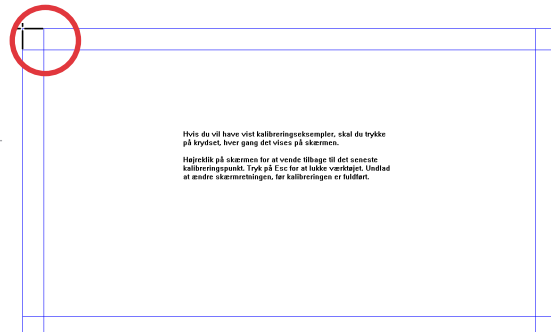 Hvis du vil have vist kalibreringseksempler, skal du trykke
på krydset, hver gang det vises på skærmen.
Højreklik på skærmen for at vende tilbage til det seneste
kalibreringspunkt. Tryk på Esc for at lukke værktøjet. Undlad
at ændre skærmretningen, før kalibreringen er fuldført.